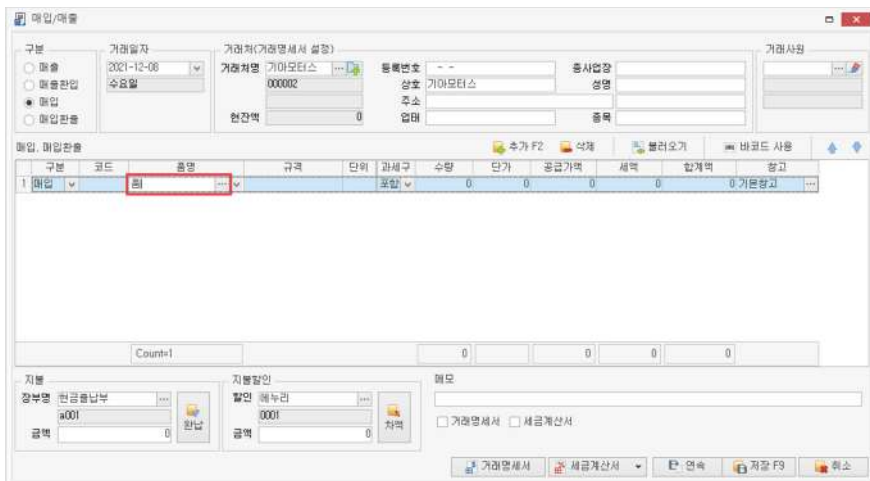 매입/매출
구분
거래일자
거래처(거래명세서 설정)
거래사원
매출
매출환입
매입
매입환출
2021-12-08
수요일
거래처명 기아모터스
000002
현잔액 0
등록번호 - -
상호 기아모터스
주소
업태
종사업장
성명
종목
매입, 매입환출
추가 F2
삭제
불러오기
바코드 사용
구분 코드 품명 규격 단위 과세구 수량 단가 공급가액 세액 합계액 창고
1 매입 포함 0 0 0 0 0 기본창고
Count=1 0 0 0 0
지불
장부명 현금출납부
a001
금액 0
완납
지불할인
할인 에누리
0001
금액 0
차액
메모
거래명세서 세금계산서
거래명세서
세금계산서
연속
저장 F9
취소